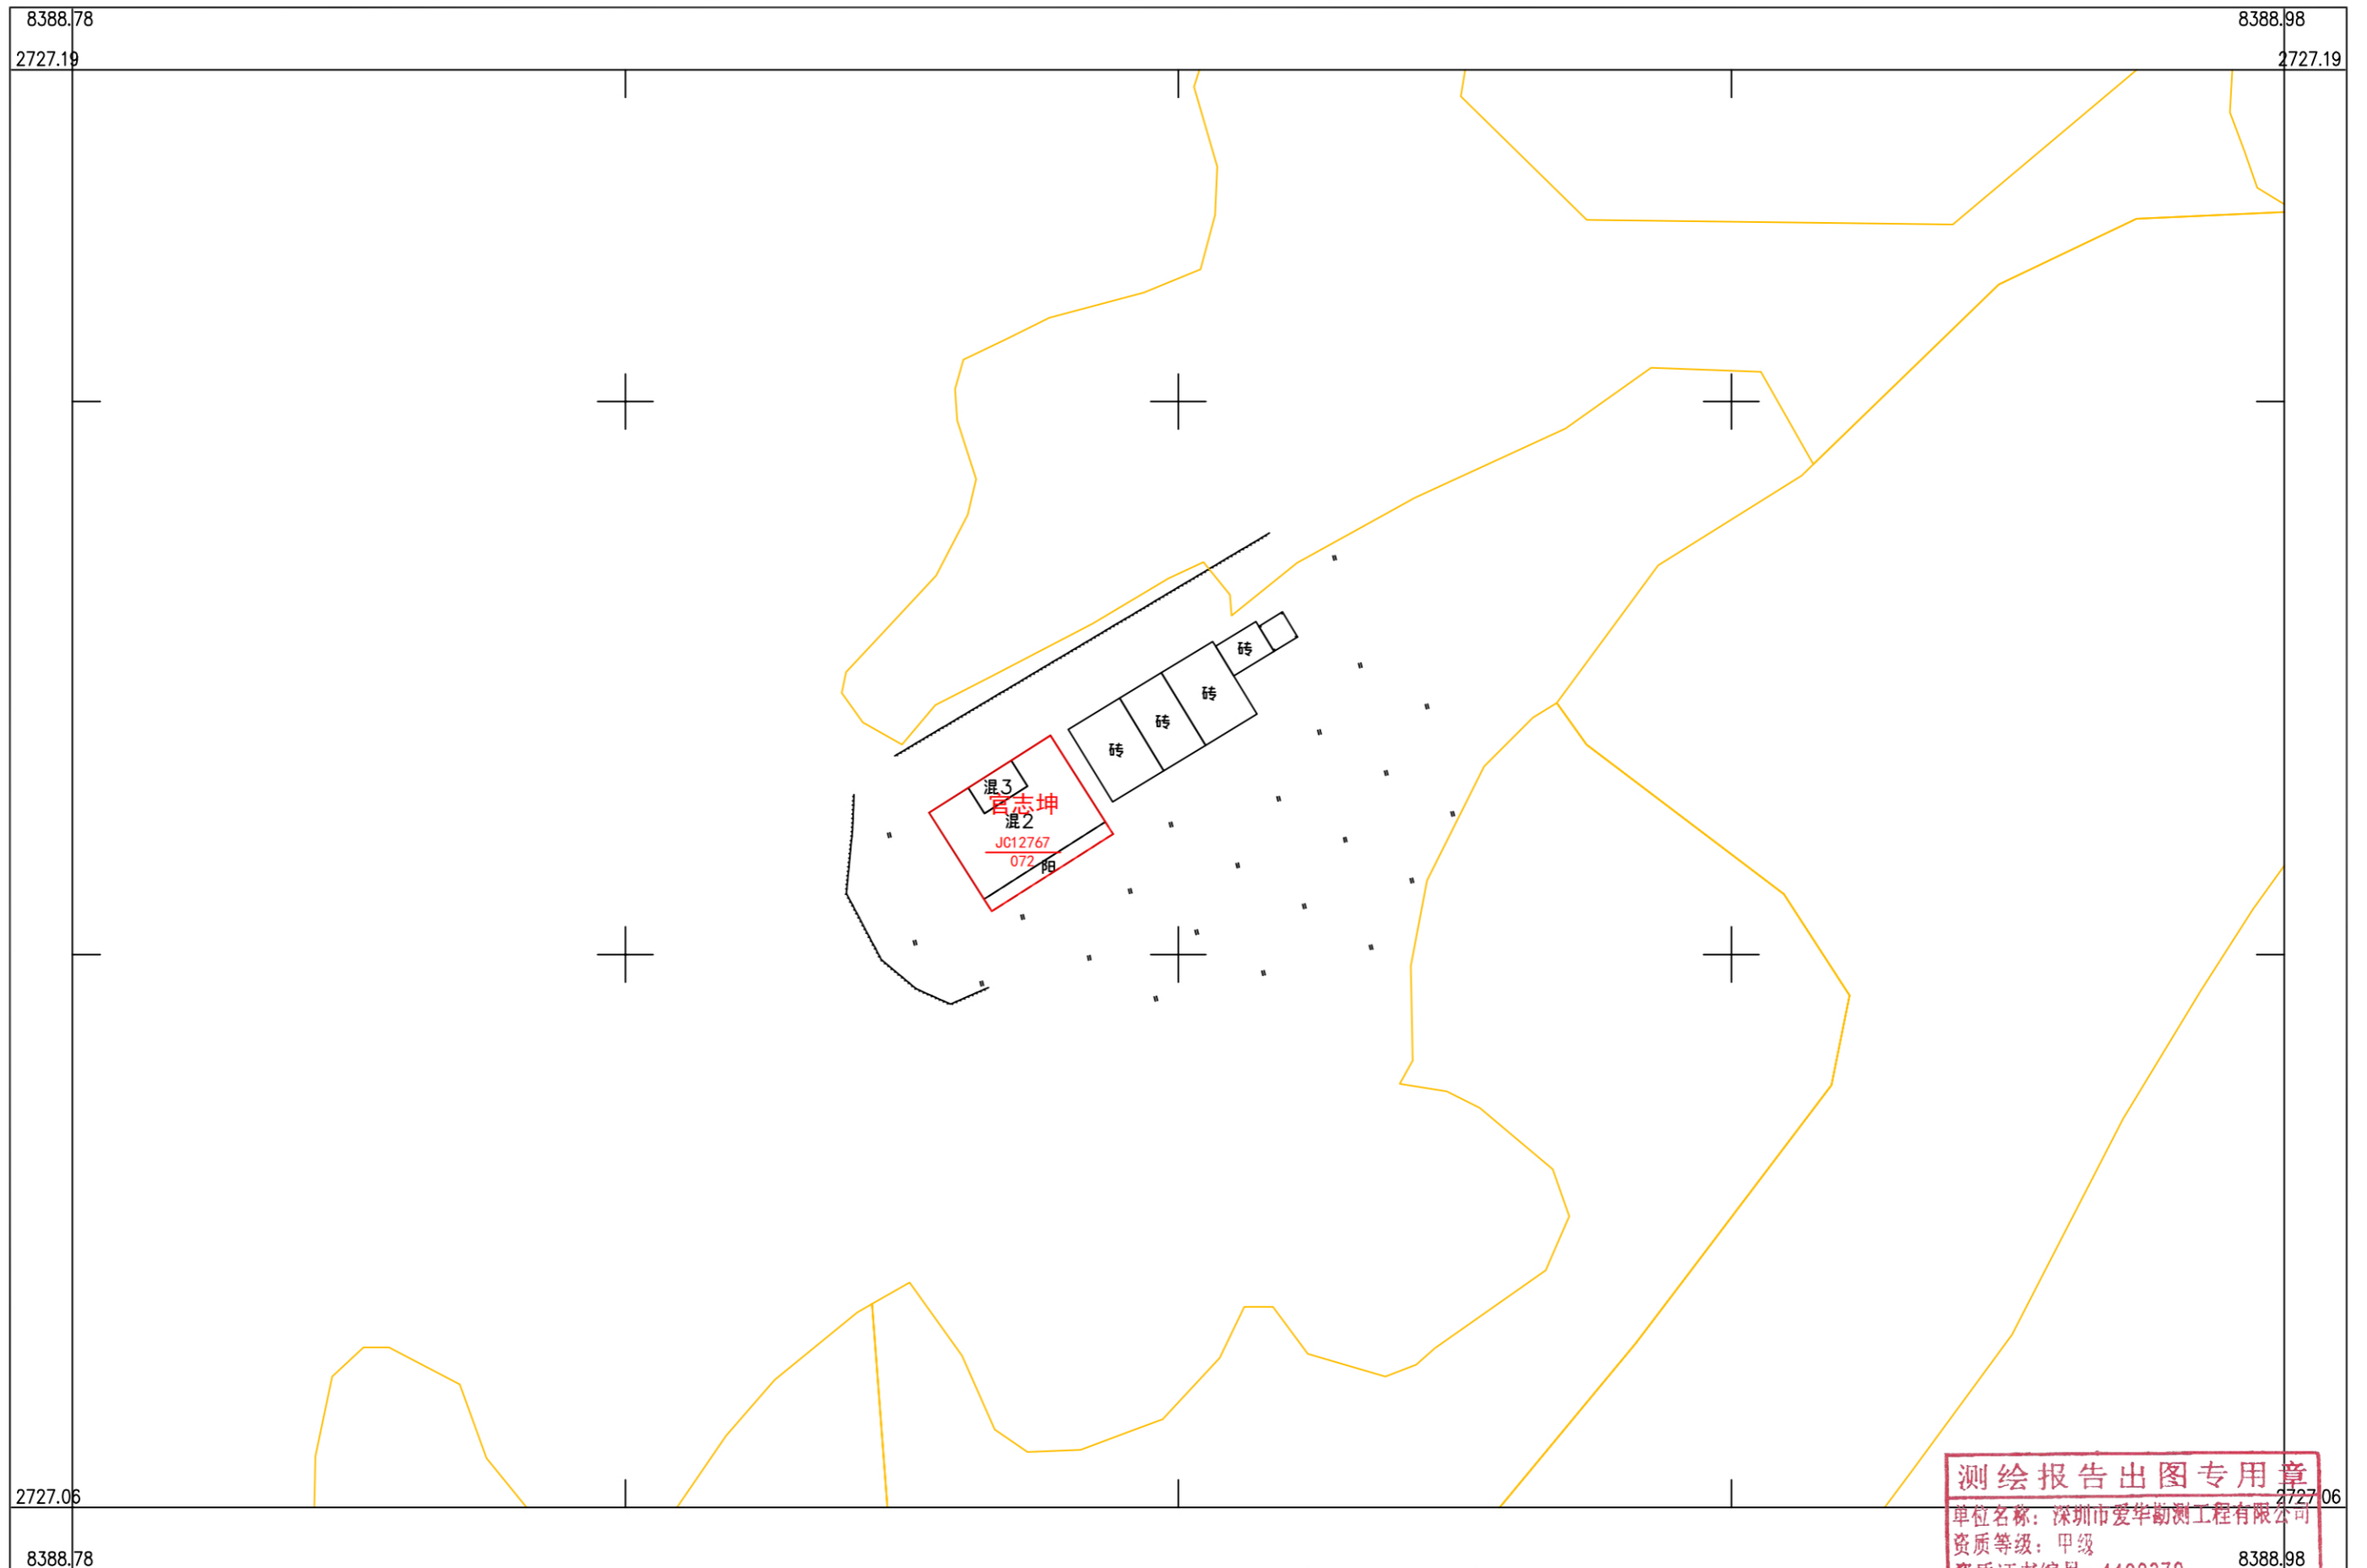 8388.78
8388.98
2727.19
2727.19
砖
砖
砖
砖
混3
官志坤
混2
JC12767
072
阳
测绘报告出图专用章
2727.06
2727.06
单位名称：深圳市爱华勘测工程有限公司
资质等级：甲级
8388.78
8388.98